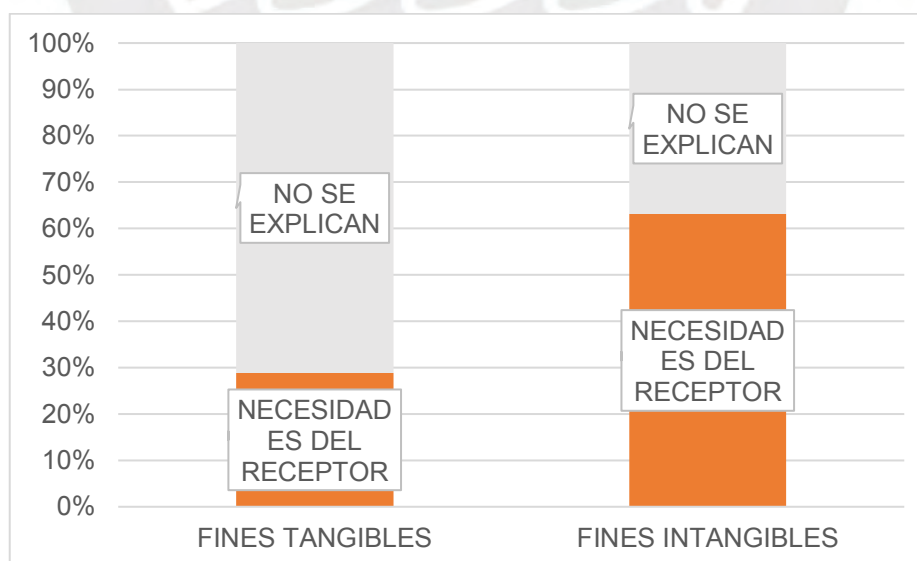 100%
90%
80%
70%
60%
50%
40%
30%
20%
10%
0%
NO SE
EXPLICAN
NECESIDAD
ES DEL
RECEPTOR
NO SE
EXPLICAN
NECESIDAD
ES DEL
RECEPTOR
FINES TANGIBLES
FINES INTANGIBLES